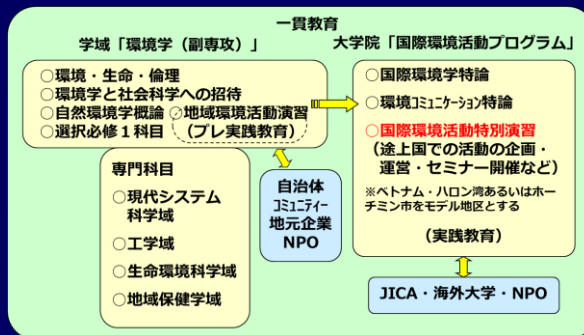 一貫教育
学域「環境学（副専攻）」
○環境・生命・倫理
○環境学と社会科学への招待
○自然環境学概論 ○地域環境活動演習
○選択必修１科目 （プレ実践教育）
専門科目
○現代システム
科学域
○工学域
○生命環境科学域
○地域保健学域
自治体
ｺﾐｭﾆﾃｨｰ
地元企業
NPO
大学院「国際環境活動プログラム」
○国際環境学特論
○環境ｺﾐｭﾆｹｰｼｮﾝ特論
○国際環境活動特別演習
（途上国での活動の企画・
運営・セミナー開催など）
※ベトナム・ハロン湾あるいはホー
チミン市をモデル地区とする
（実践教育）
JICA・海外大学・NPO